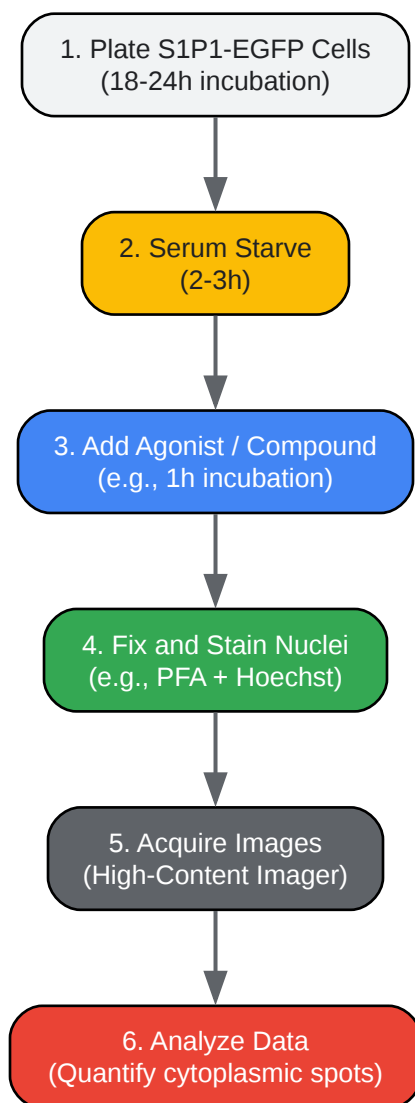 1. Plate S1P1-EGFP Cells
(18-24h incubation)
2. Serum Starve
(2-3h)
3. Add Agonist / Compound
(e.g., 1h incubation)
4. Fix and Stain Nuclei
(e.g., PFA + Hoechst)
5. Acquire Images
(High-Content Imager)
6. Analyze Data
(Quantify cytoplasmic spots)